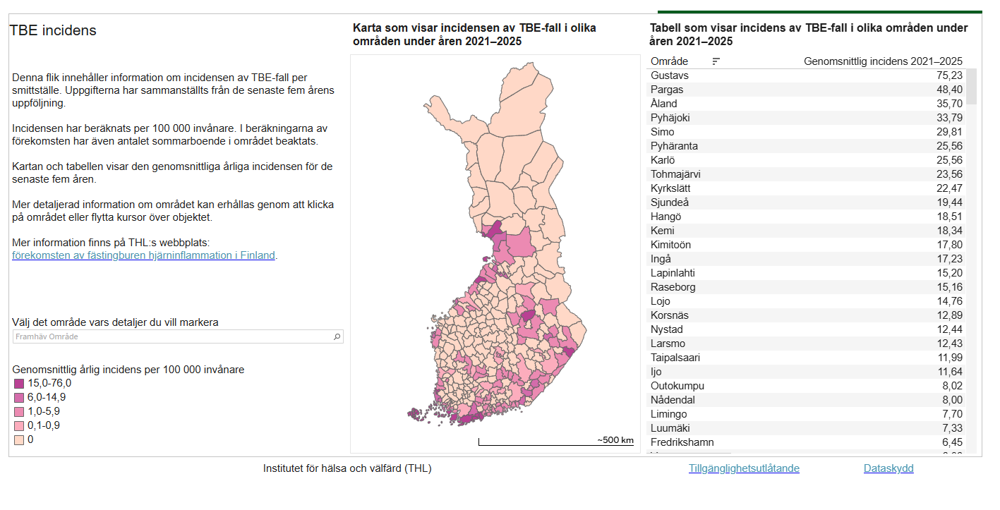 TBE incidens
Denna flik innehåller information om incidensen av TBE-fall per
smittställe. Uppgifterna har sammanställts från de senaste fem årens
uppföljning.
Incidensen har beräknats per 100 000 invånare. I beräkningarna av
förekomsten har även antalet sommarboende i området beaktats.
Kartan och tabellen visar den genomsnittliga årliga incidensen för de
senaste fem åren.
Mer detaljerad information om området kan erhållas genom att klicka
på området eller flytta kursor över objektet.
Mer information finns på THL:s webbplats:
förekomsten av fästingburen hjärninflammation i Finland.
Välj det område vars detaljer du vill markera
Framhäv Område
Genomsnittlig årlig incidens per 100 000 invånare
15,0-76,0
6,0-14,9
1,0-5,9
0,1-0,9
0
Karta som visar incidensen av TBE-fall i olika
områden under åren 2021–2025
~500 km
Tabell som visar incidens av TBE-fall i olika områden under
åren 2021–2025
Område Genomsnittlig incidens 2021–2025
Gustavs 75,23
Pargas 48,40
Åland 35,70
Pyhäjoki 33,79
Simo 29,81
Pyhäranta 25,56
Karlö 25,56
Tohmajärvi 23,56
Kyrkslätt 22,47
Sjundeå 19,44
Hangö 18,51
Kemi 18,34
Kimitoön 17,80
Ingå 17,23
Lapinlahti 15,20
Raseborg 15,16
Lojo 14,76
Korsnäs 12,89
Nystad 12,44
Larsmo 12,43
Taipalsaari 11,99
Ijo 11,64
Outokumpu 8,02
Nådendal 8,00
Limingo 7,70
Luumäki 7,33
Fredrikshamn 6,45
Institutet för hälsa och välfärd (THL)
Tillgänglighetsutlåtande
Dataskydd